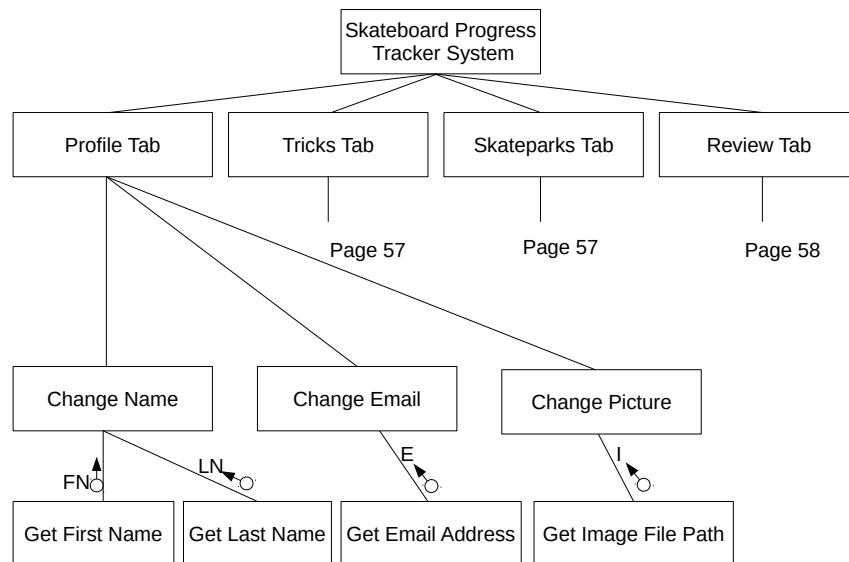 Skateboard Progress
Tracker System
Profile Tab
Tricks Tab
Skateparks Tab
Review Tab
Page 57
Page 57
Page 58
Change Name
Change Email
Change Picture
FN
LN
E
I
Get First Name
Get Last Name
Get Email Address
Get Image File Path